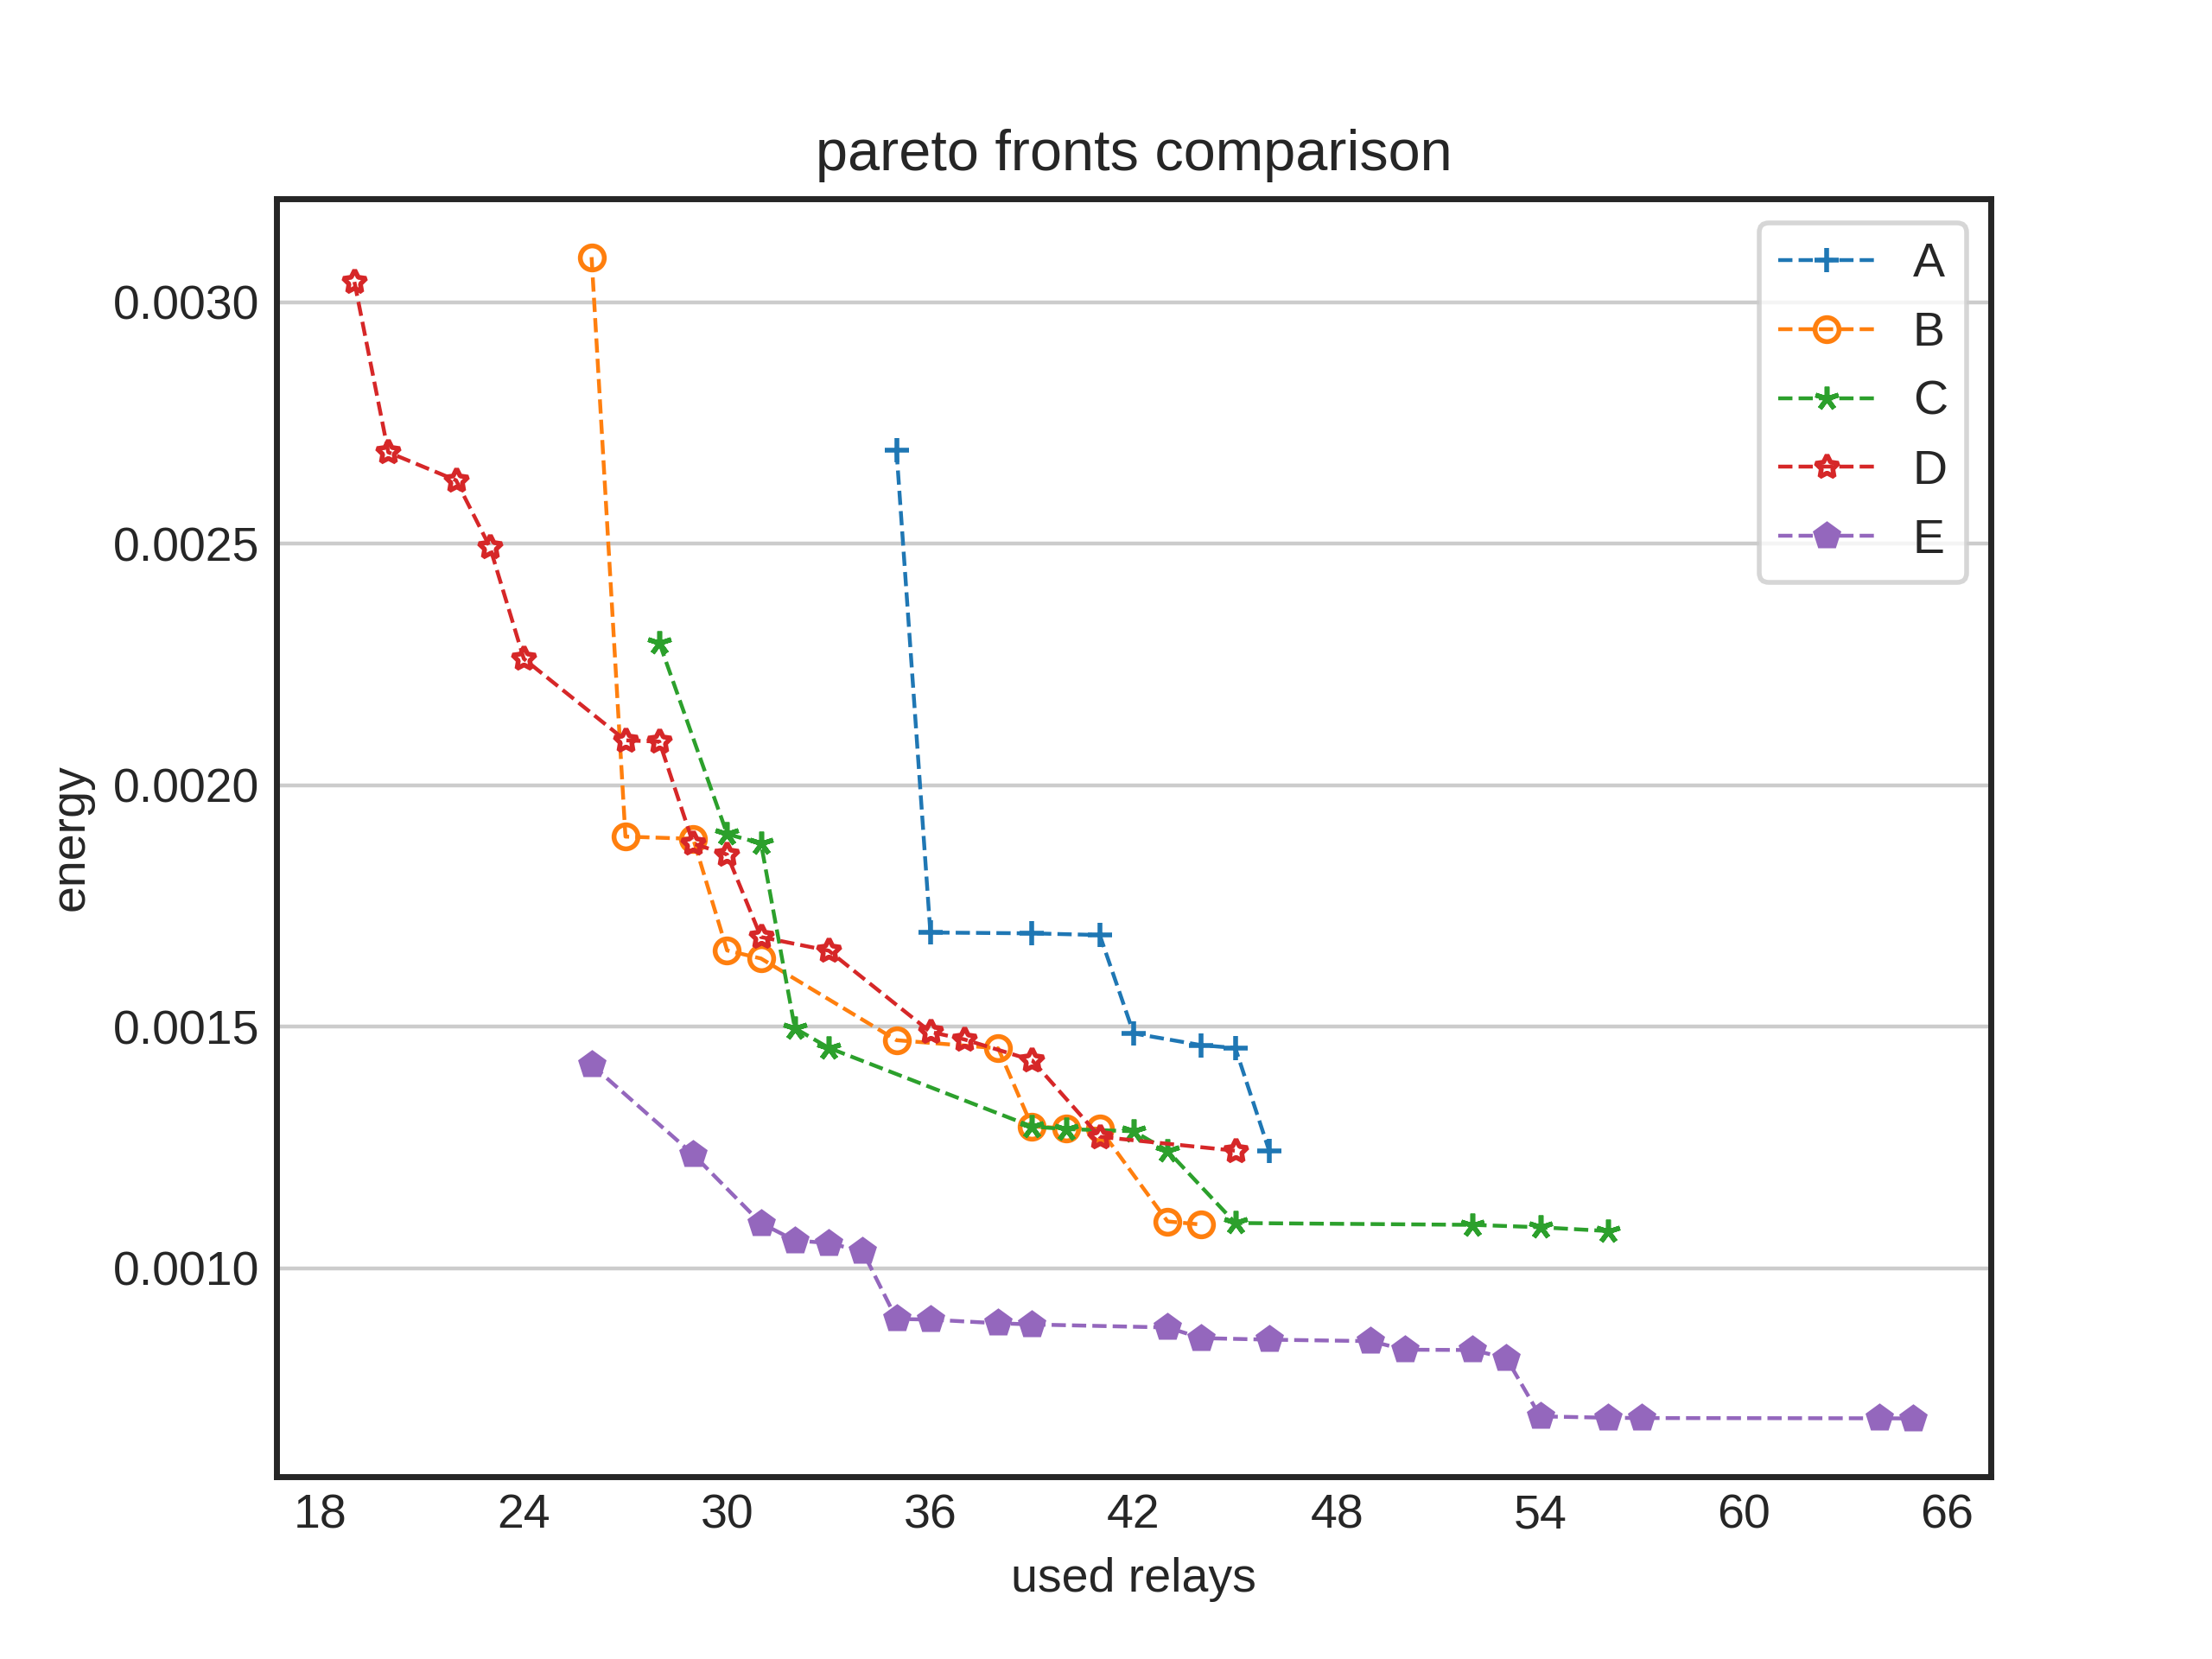 pareto fronts comparison
A
B
C
D
E
0.0030
0.0025
0.0020
0.0015
0.0010
energy
18 24 30 36 42 48 54 60 66
used relays